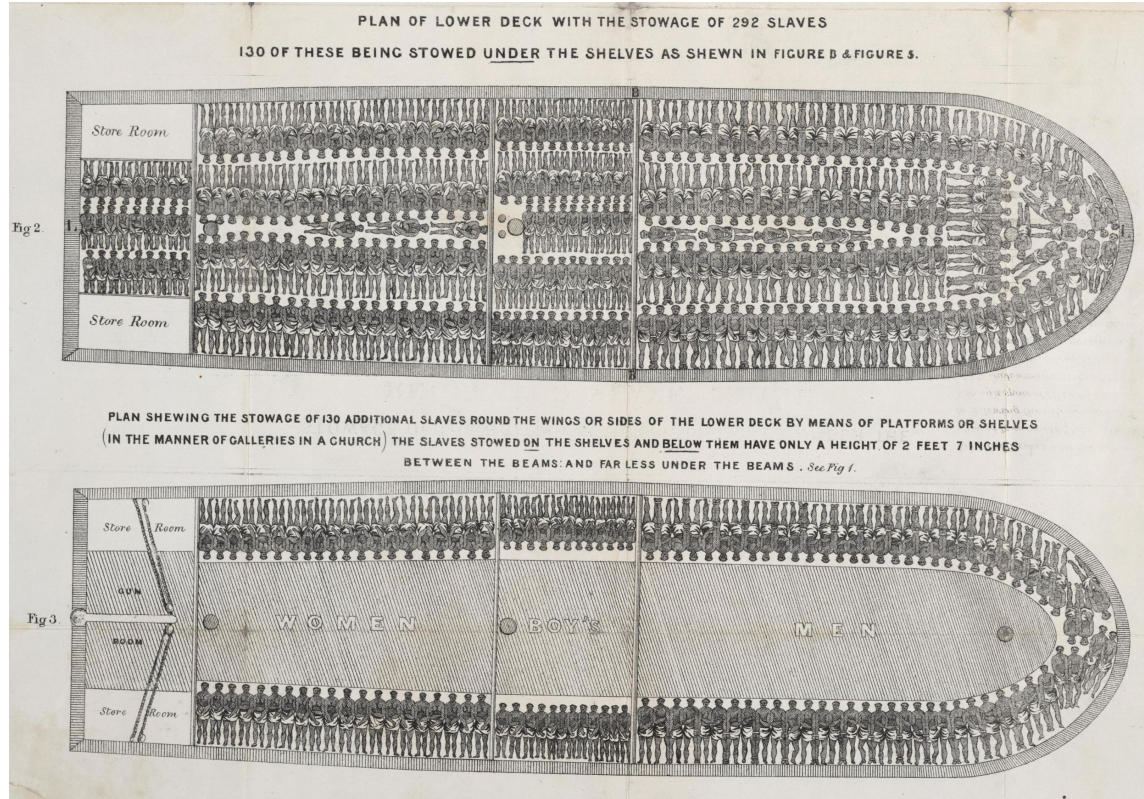 PLAN OF LOWER DECK WITH THE STOWAGE OF 292 SLAVES
130 OF THESE BEING STOWED UNDER THE SHELVES AS SHEWN IN FIGURE B & FIGURE 5.
B
Store Room
Fig 2.
Store Room
B
PLAN SHEWING THE STOWAGE OF 130 ADDITIONAL SLAVES ROUND THE WINGS OR SIDES OF THE LOWER DECK BY MEANS OF PLATFORMS OR SHELVES
(IN THE MANNER OF GALLERIES IN A CHURCH) THE SLAVES STOWED ON THE SHELVES AND BELOW THEM HAVE ONLY A HEIGHT OF 2 FEET 7 INCHES
BETWEEN THE BEAMS: AND FAR LESS UNDER THE BEAMS. See Fig 1.
Store Room
GUN
Fig 3.
WOMEN BOY'S MEN
ROOM
Store Room